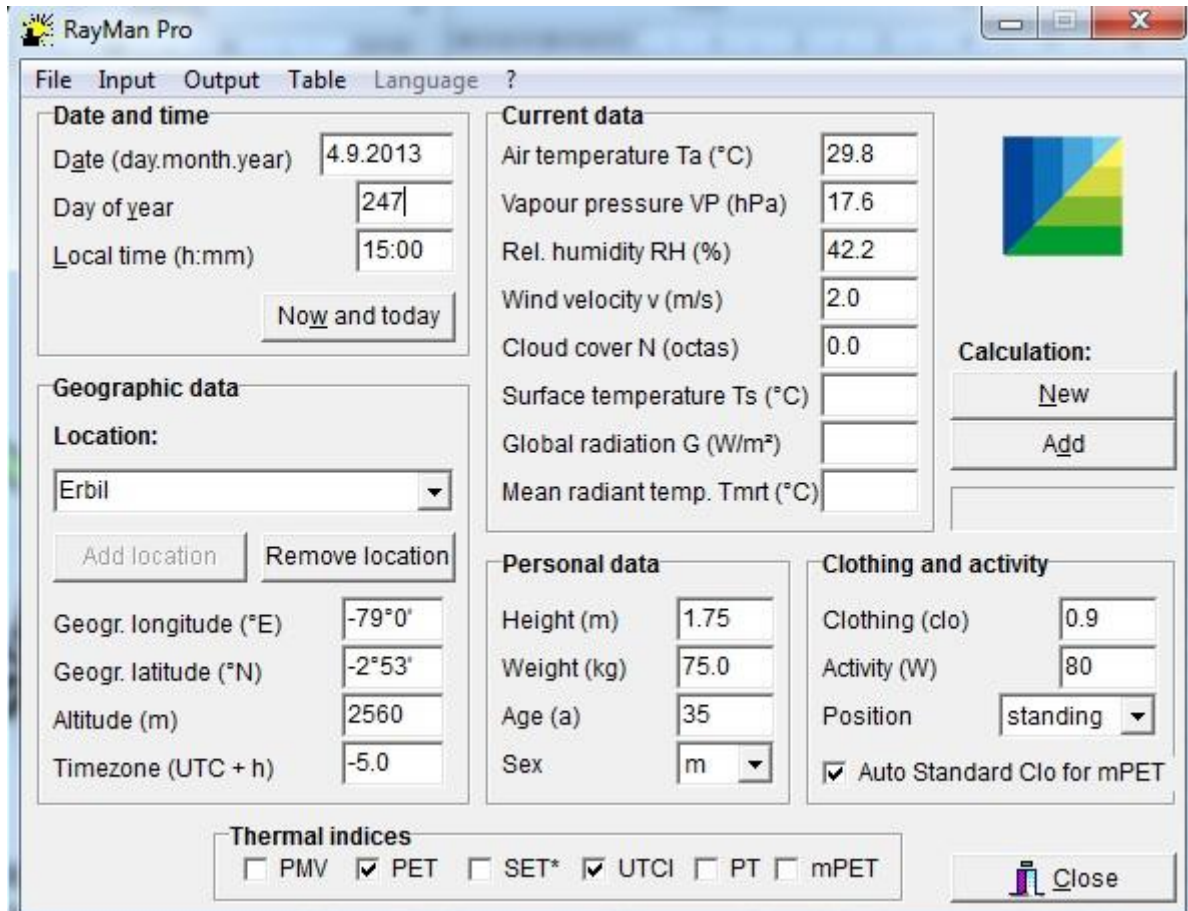 RayMan Pro
File Input Output Table Language ?
Date and time
Date (day.month.year) 4.9.2013
Day of year 247
Local time (h:mm) 15:00
Now and today
Geographic data
Location:
Erbil
Add location Remove location
Geogr. longitude (°E) -79°0'
Geogr. latitude (°N) -2°53'
Altitude (m) 2560
Timezone (UTC + h) -5.0
Current data
Air temperature Ta (°C) 29.8
Vapour pressure VP (hPa) 17.6
Rel. humidity RH (%) 42.2
Wind velocity v (m/s) 2.0
Cloud cover N (octas) 0.0
Surface temperature Ts (°C)
Global radiation G (W/m²)
Mean radiant temp. Tmrt (°C)
Calculation:
New
Add
Personal data
Height (m) 1.75
Weight (kg) 75.0
Age (a) 35
Sex m
Clothing and activity
Clothing (clo) 0.9
Activity (W) 80
Position standing
Auto Standard Clo for mPET
Thermal indices
PMV PET SET* UTCI PT mPET
Close